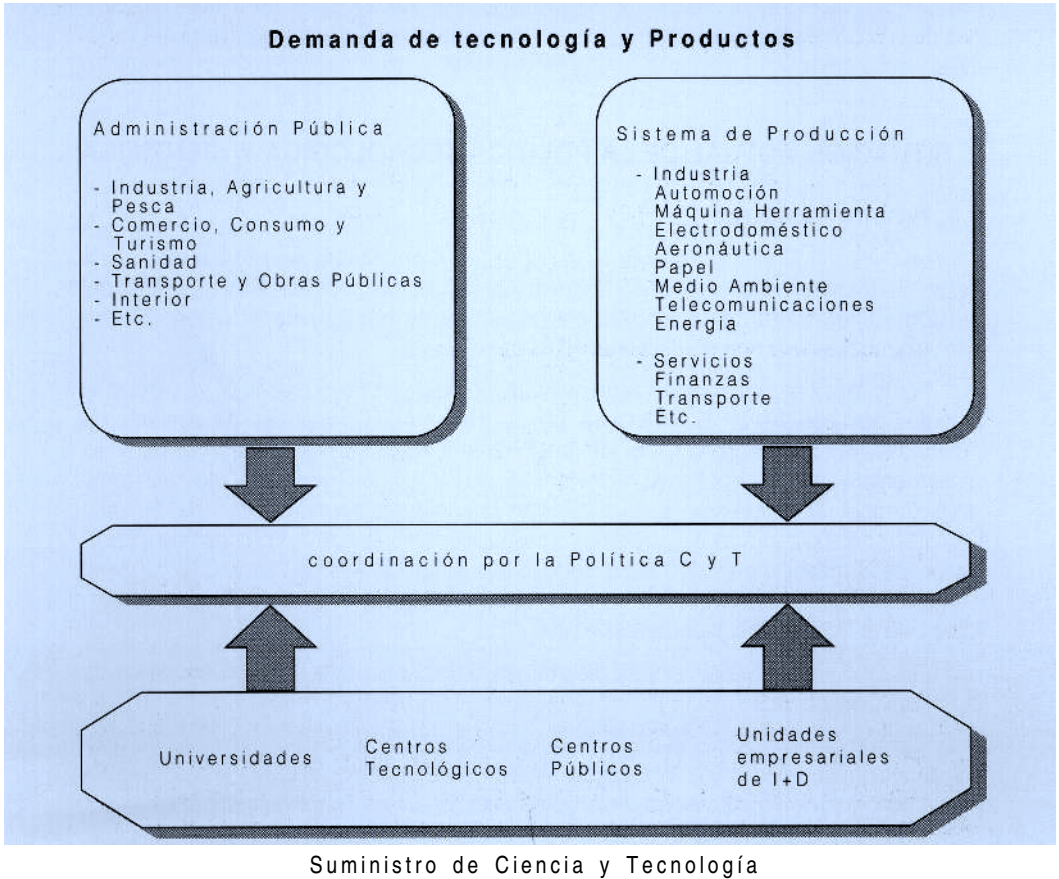 Demanda de tecnología y Productos
Administración Pública
- Industria, Agricultura y
Pesca
- Comercio, Consumo y
Turismo
- Sanidad
- Transporte y Obras Públicas
- Interior
- Etc.
Sistema de Producción
- Industria
Automoción
Máquina Herramienta
Electrodoméstico
Aeronáutica
Papel
Medio Ambiente
Telecomunicaciones
Energia
- Servicios
Finanzas
Transporte
Etc.
coordinación por la Política C y T
Universidades
Centros
Tecnológicos
Centros
Públicos
Unidades
empresariales
de I+D
Suministro de Ciencia y Tecnología